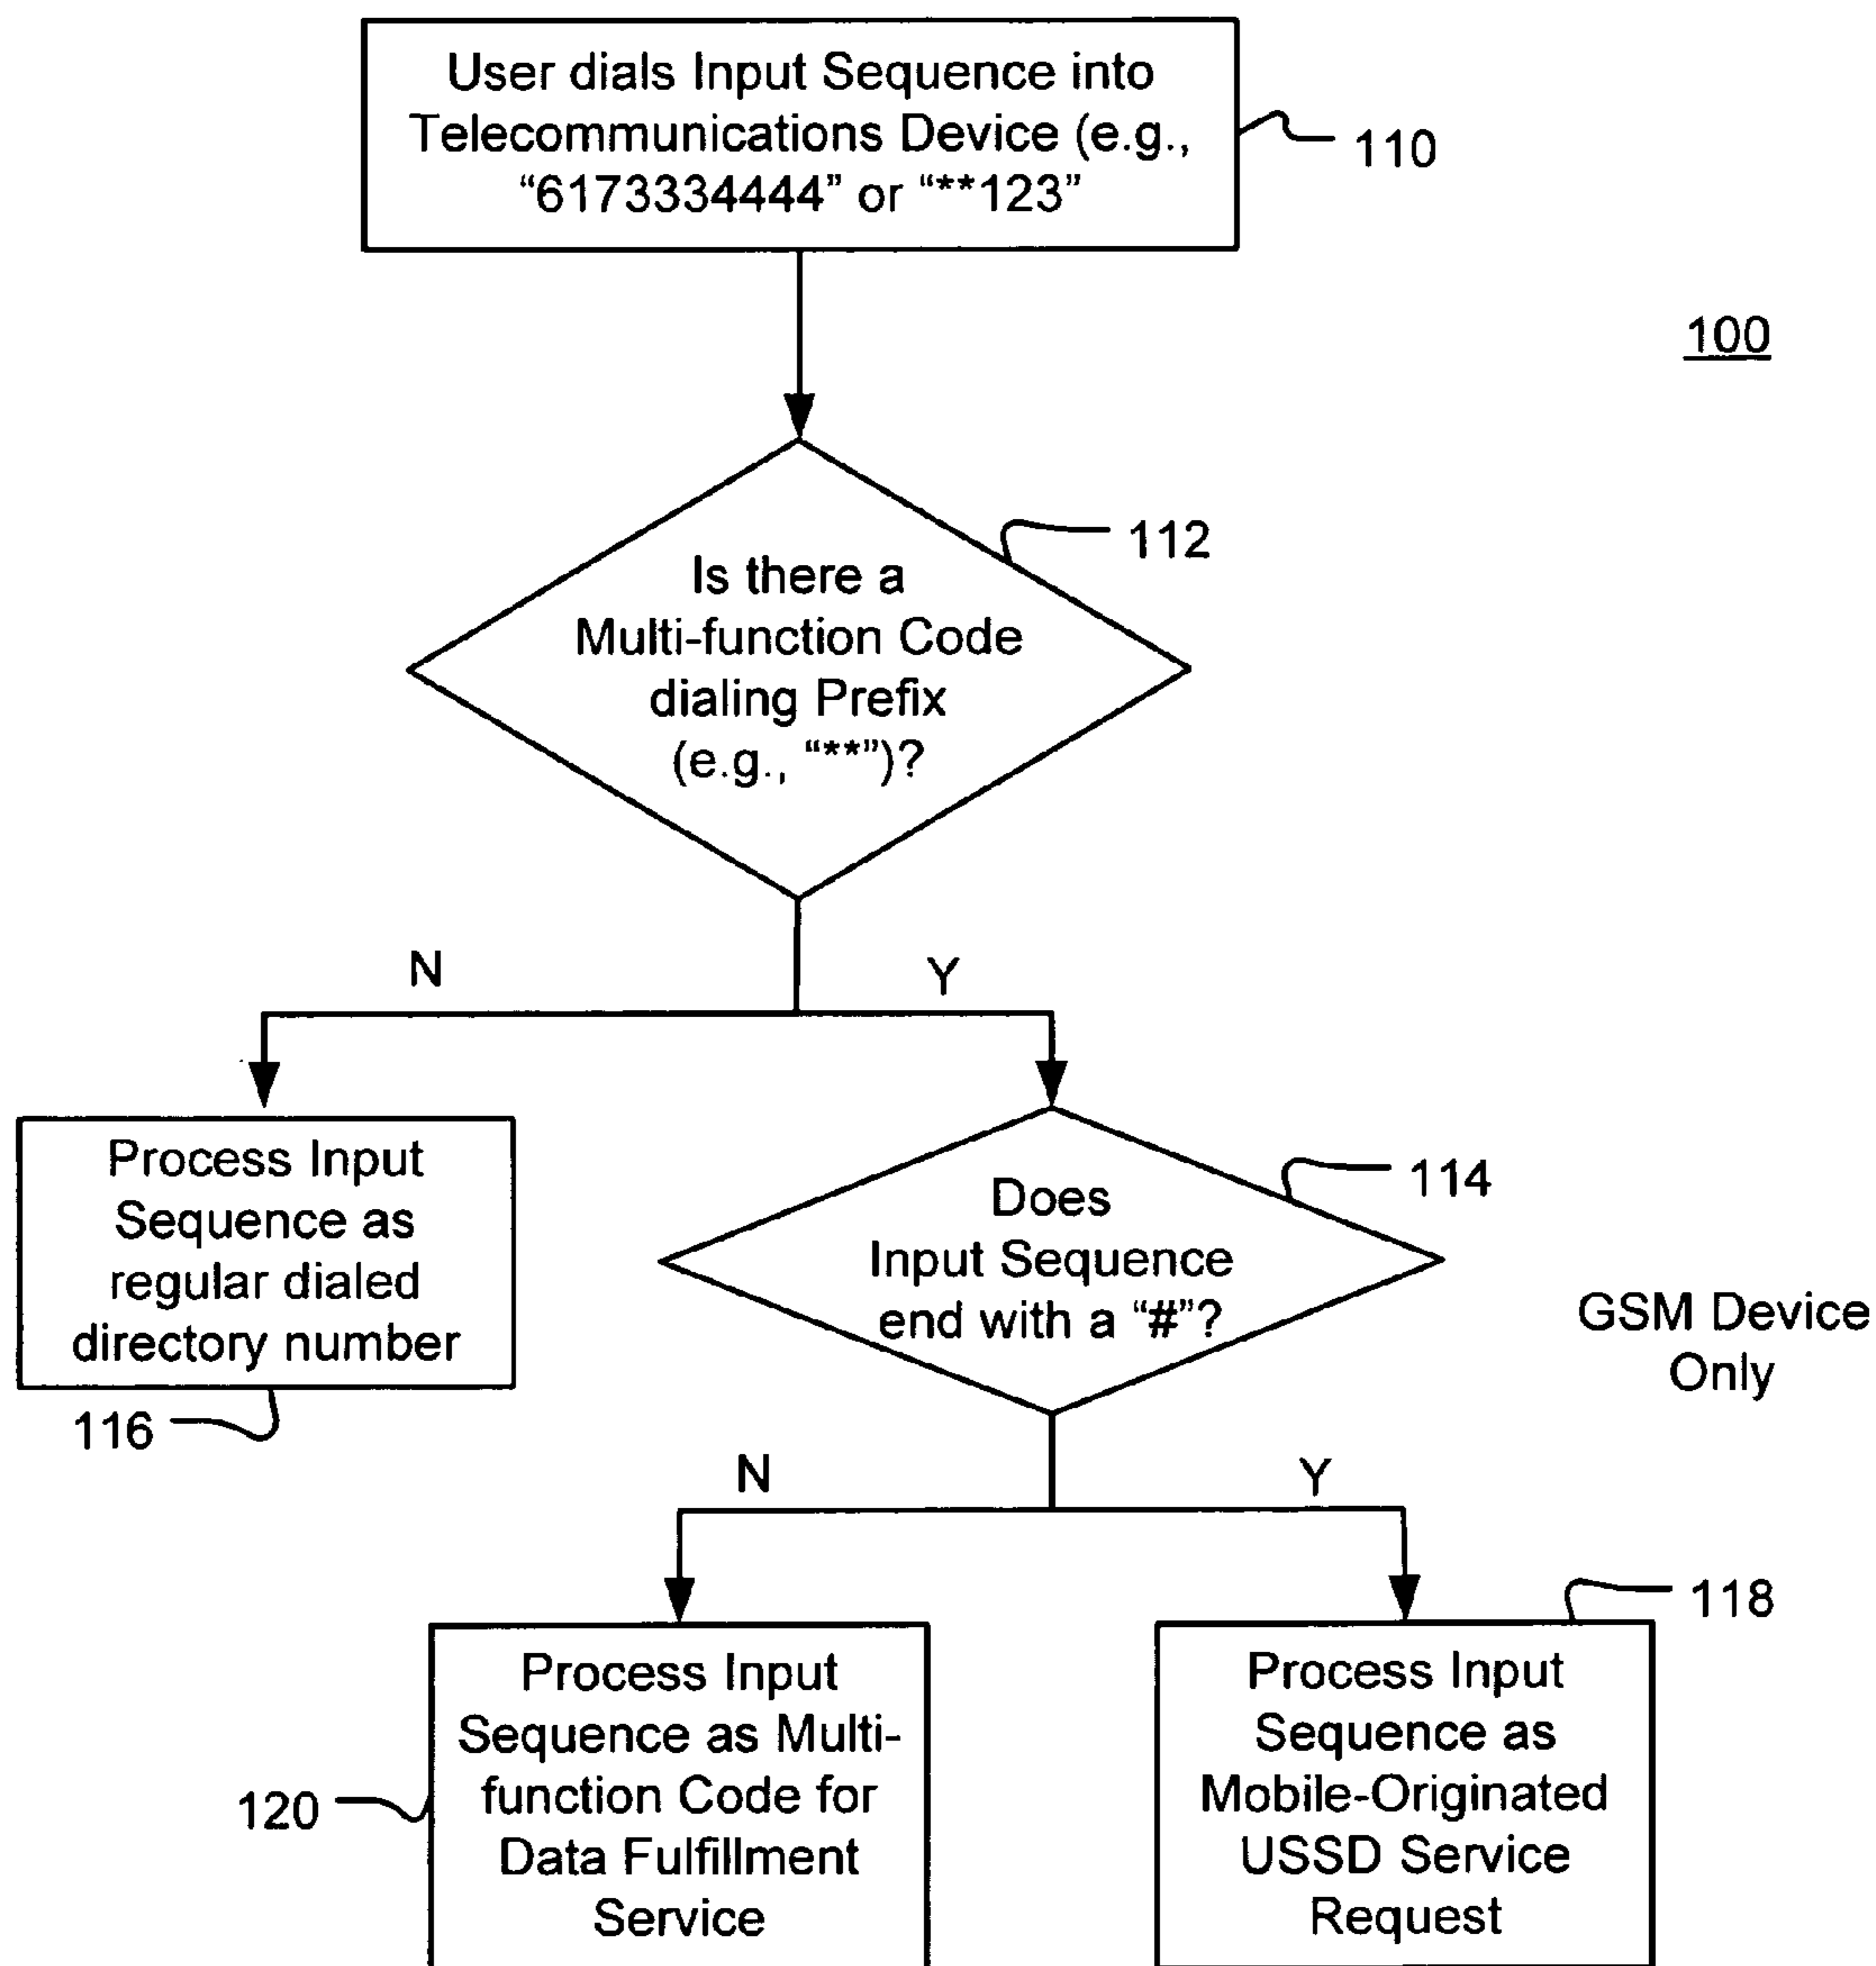 User dials Input Sequence into
Telecommunications Device (e.g.,
“6173334444” or “**123”
110
100
112
Is there a
Multi-function Code
dialing Prefix
(e.g., “**”)?
N
Y
Process Input
Sequence as
regular dialed
directory number
116
114
Does
Input Sequence
end with a “#”?
GSM Device
Only
N
Y
118
Process Input
Sequence as Multi-
function Code for
Data Fulfillment
Service
120
Process Input
Sequence as
Mobile-Originated
USSD Service
Request